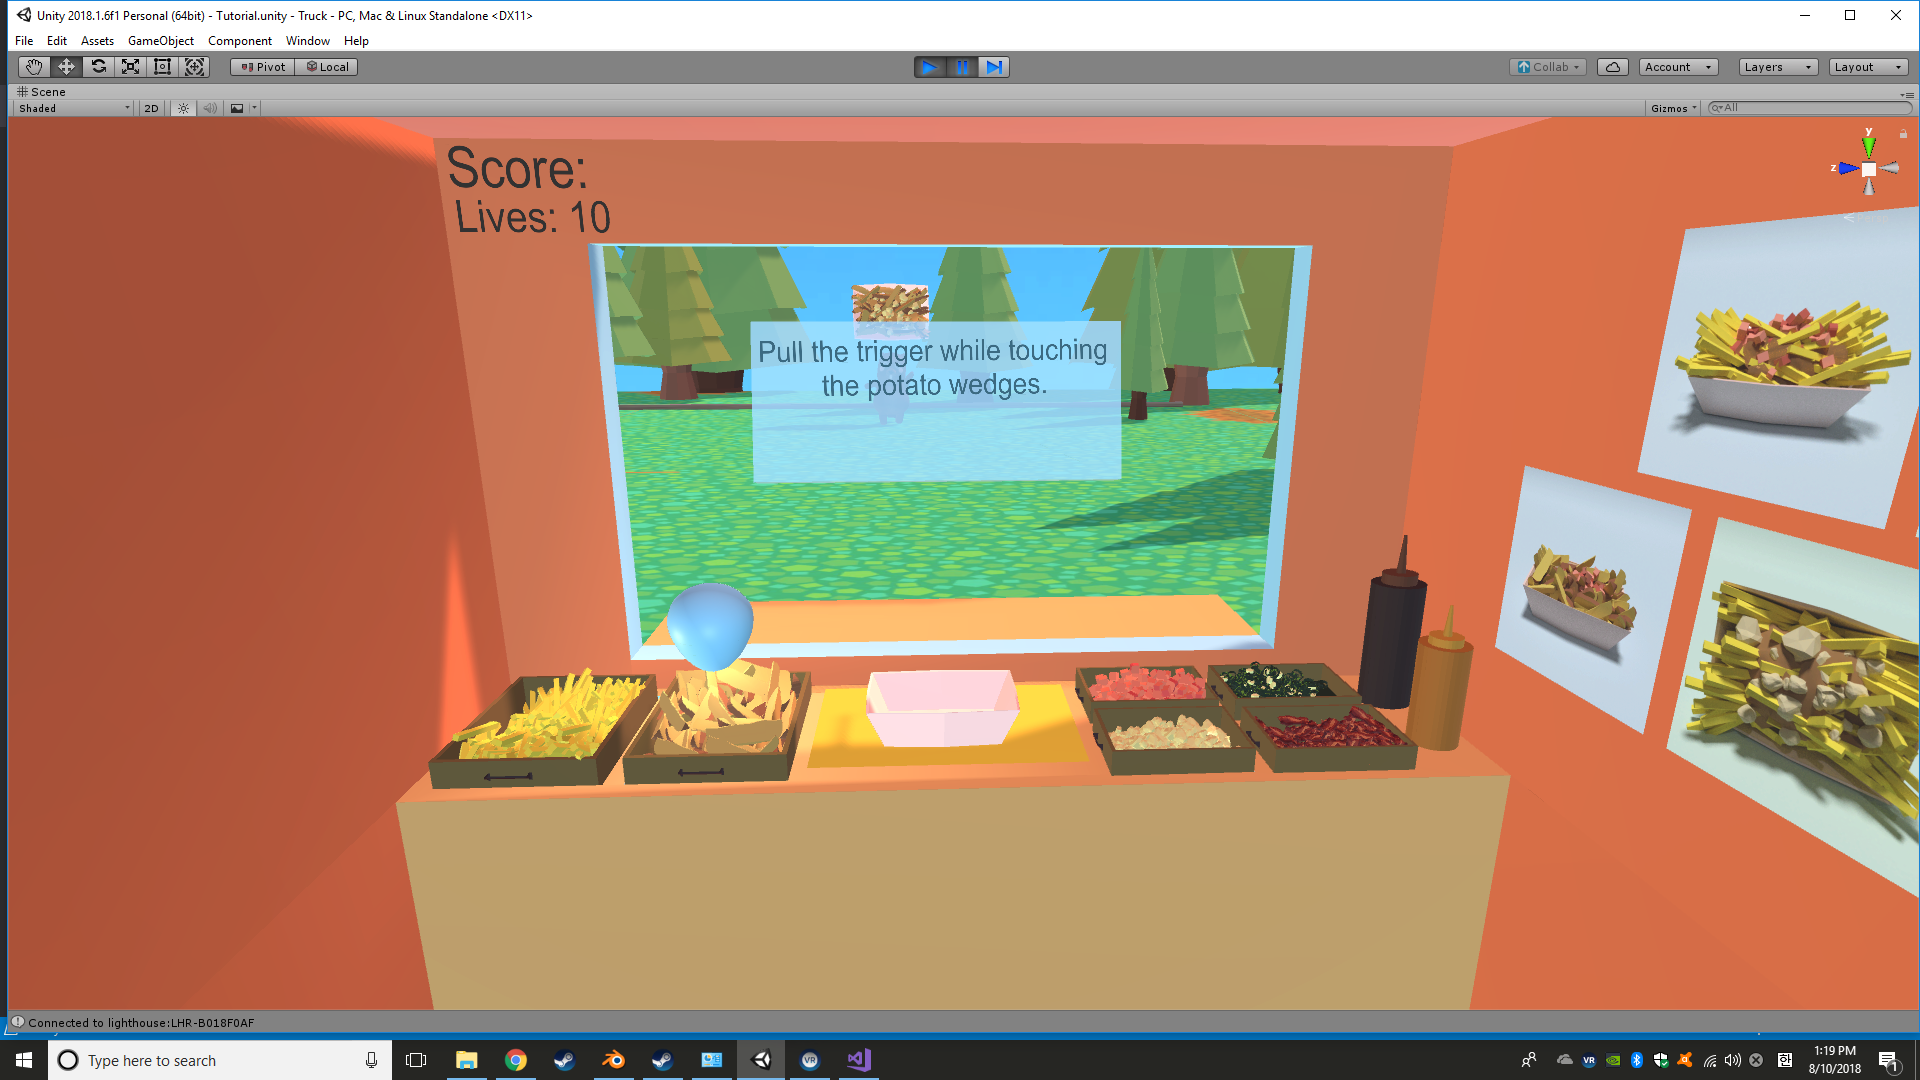 Unity 2018.1.6f1 Personal (64bit) - Tutorial.unity - Truck - PC, Mac & Linux Standalone <DX11>
File Edit Assets GameObject Component Window Help
Pivot Local Collab Account Layers Layout
Scene
Shaded 2D Gizmos All
y
z
Score:
Lives: 10
Pull the trigger while touching
the potato wedges.
Connected to lighthouse:LHR-B018F0AF
Type here to search
VR
VR
1:19 PM
8/10/2018
1